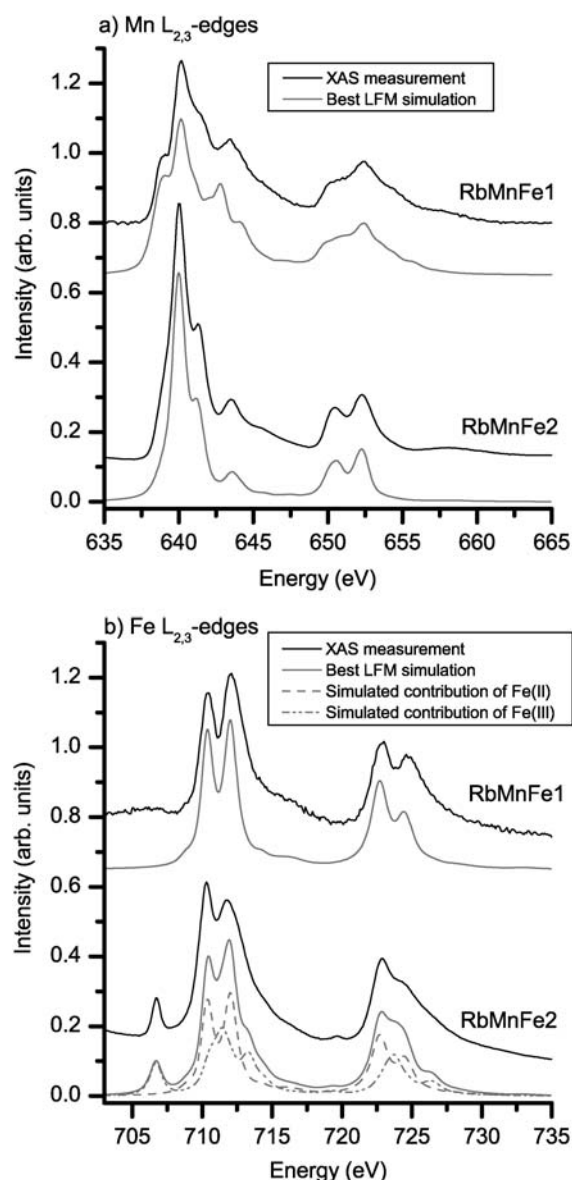 a) Mn L2,3-edges
XAS measurement
Best LFM simulation
RbMnFe1
RbMnFe2
Intensity (arb. units)
1.2
1.0
0.8
0.6
0.4
0.2
0.0
635 640 645 650 655 660 665
Energy (eV)
b) Fe L2,3-edges
XAS measurement
Best LFM simulation
Simulated contribution of Fe(II)
Simulated contribution of Fe(III)
RbMnFe1
RbMnFe2
Intensity (arb. units)
1.2
1.0
0.8
0.6
0.4
0.2
0.0
705 710 715 720 725 730 735
Energy (eV)